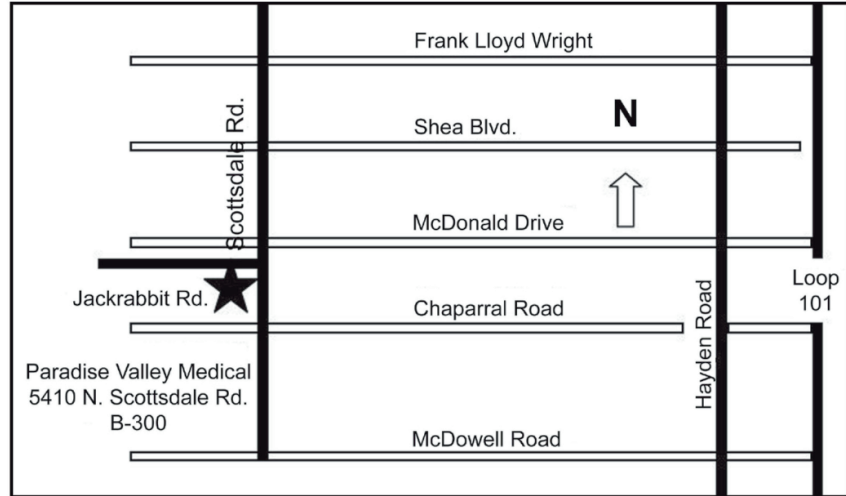 Frank Lloyd Wright
Scottsdale Rd.
Shea Blvd.
N
McDonald Drive
Jackrabbit Rd.
Chaparral Road
Hayden Road
Loop
101
Paradise Valley Medical
5410 N. Scottsdale Rd.
B-300
McDowell Road